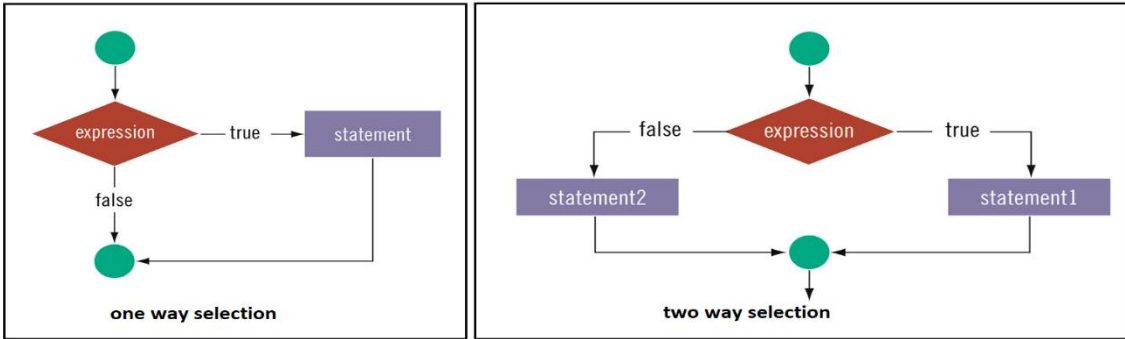 expression
true
statement
false
one way selection
false
expression
true
statement2
statement1
two way selection